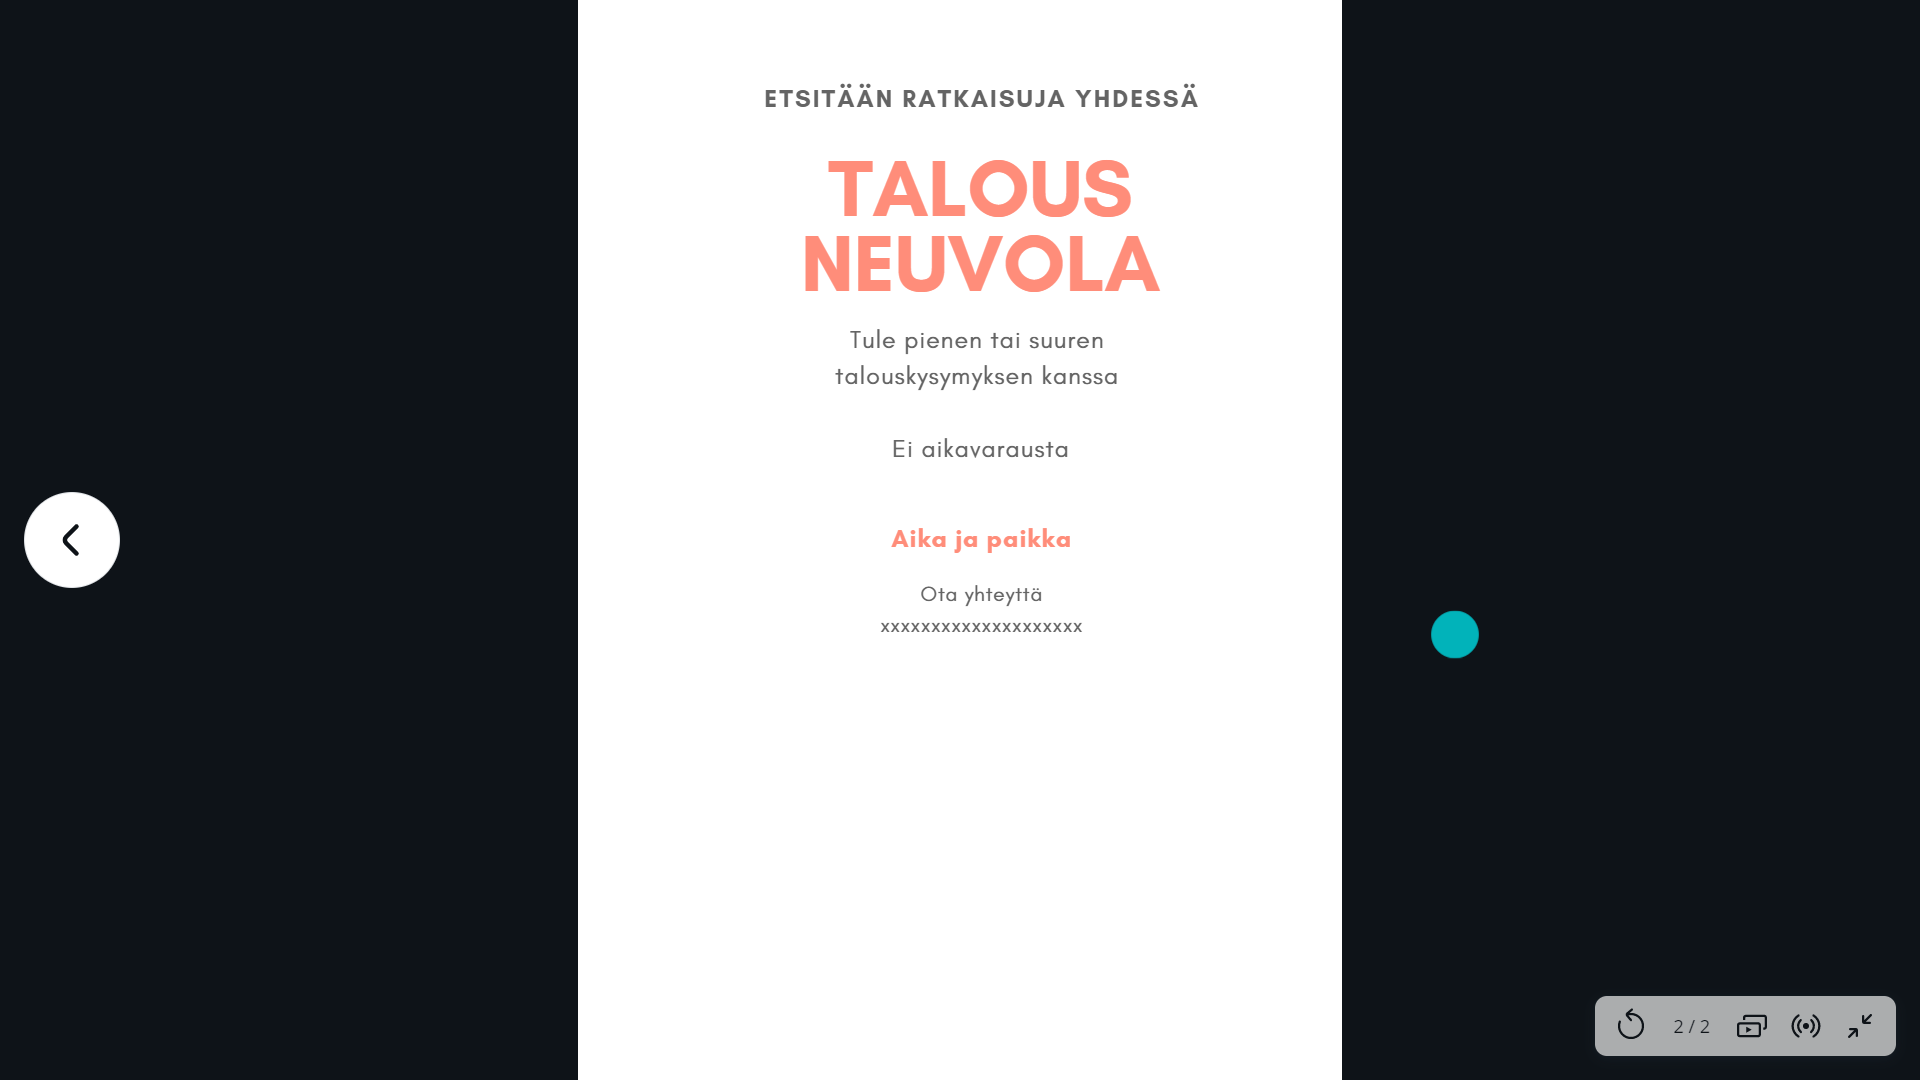 ETSITÄÄN RATKAISUJA YHDESSÄ
TALOUS
NEUVOLA
Tule pienen tai suuren
talouskysymyksen kanssa
Ei aikavarausta
Aika ja paikka
Ota yhteyttä
xxxxxxxxxxxxxxxxxxxx
2 / 2